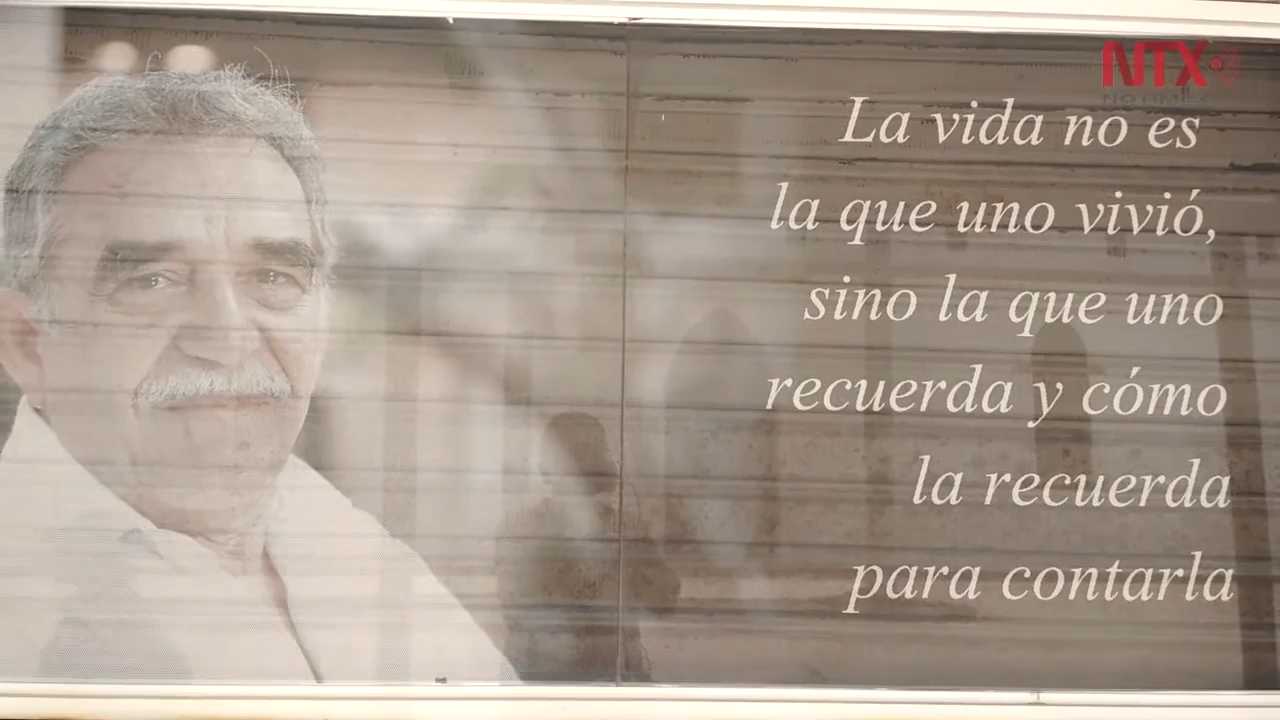 NTX
NOTIMEX
La vida no es
la que uno vivió,
sino la que uno
recuerda y cómo
la recuerda
para contarla